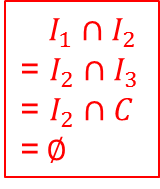 I₁ ∩ I₂
= I₂ ∩ I₃
= I₂ ∩ C
= ∅